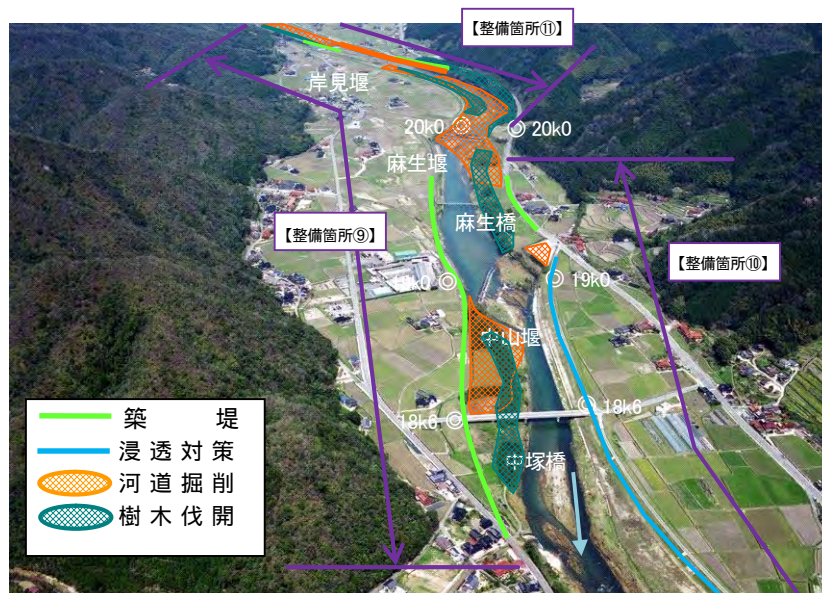 【整備箇所⑪】
岸見堰
20k0
20k0
麻生堰
麻生橋
【整備箇所⑨】
【整備箇所⑩】
19k0
中山堰
18k6
18k6
中塚橋
築 堤
浸透対策
河道掘削
樹木伐開